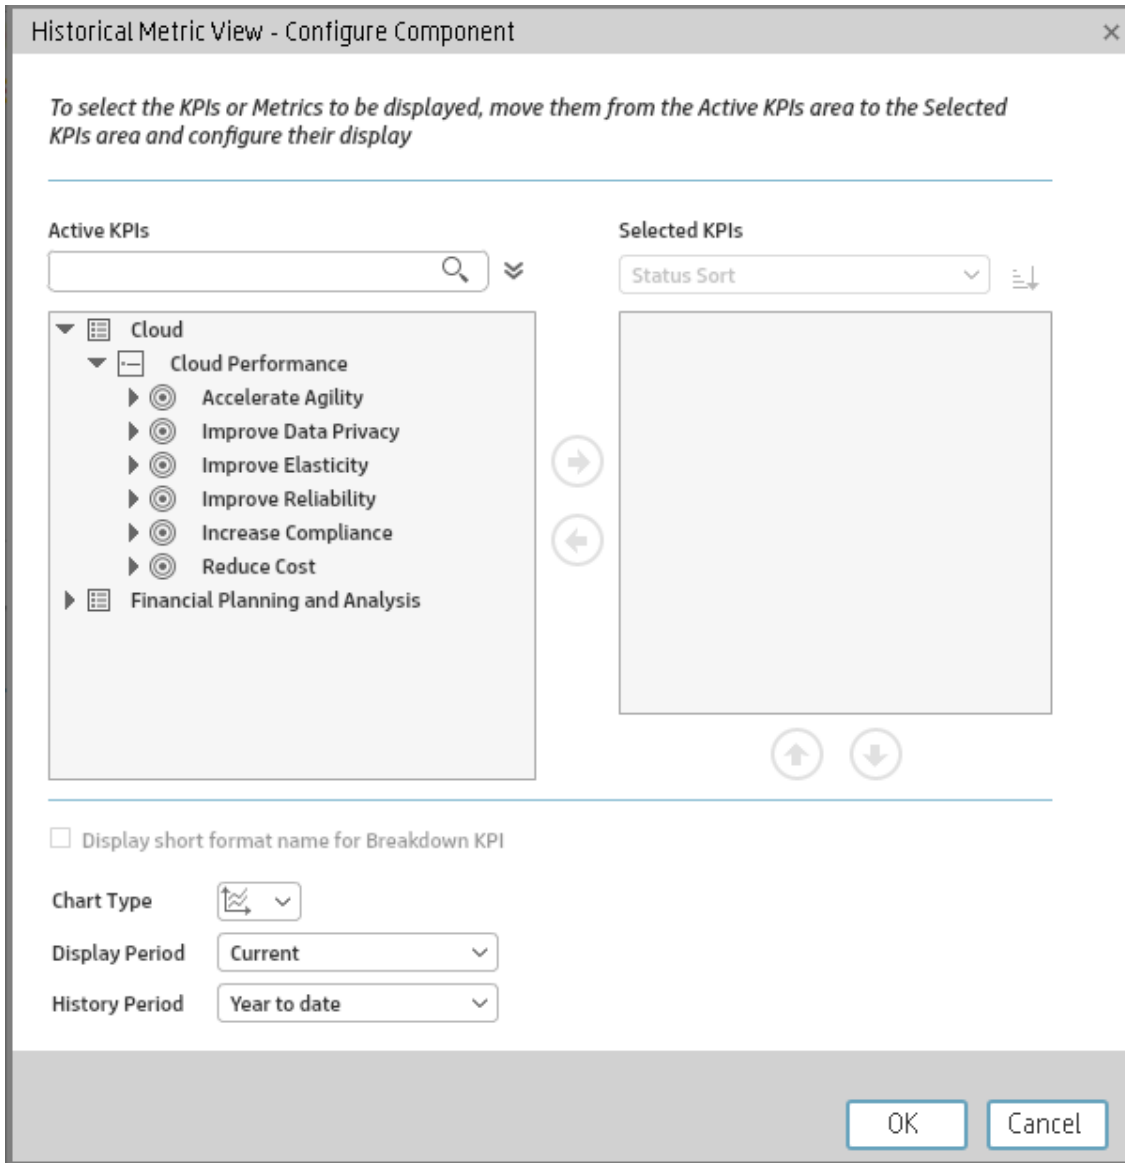 Historical Metric View - Configure Component
To select the KPIs or Metrics to be displayed, move them from the Active KPIs area to the Selected
KPIs area and configure their display
Active KPIs
Selected KPIs
Status Sort
Cloud
Cloud Performance
Accelerate Agility
Improve Data Privacy
Improve Elasticity
Improve Reliability
Increase Compliance
Reduce Cost
Financial Planning and Analysis
Display short format name for Breakdown KPI
Chart Type
Display Period Current
History Period Year to date
OK Cancel